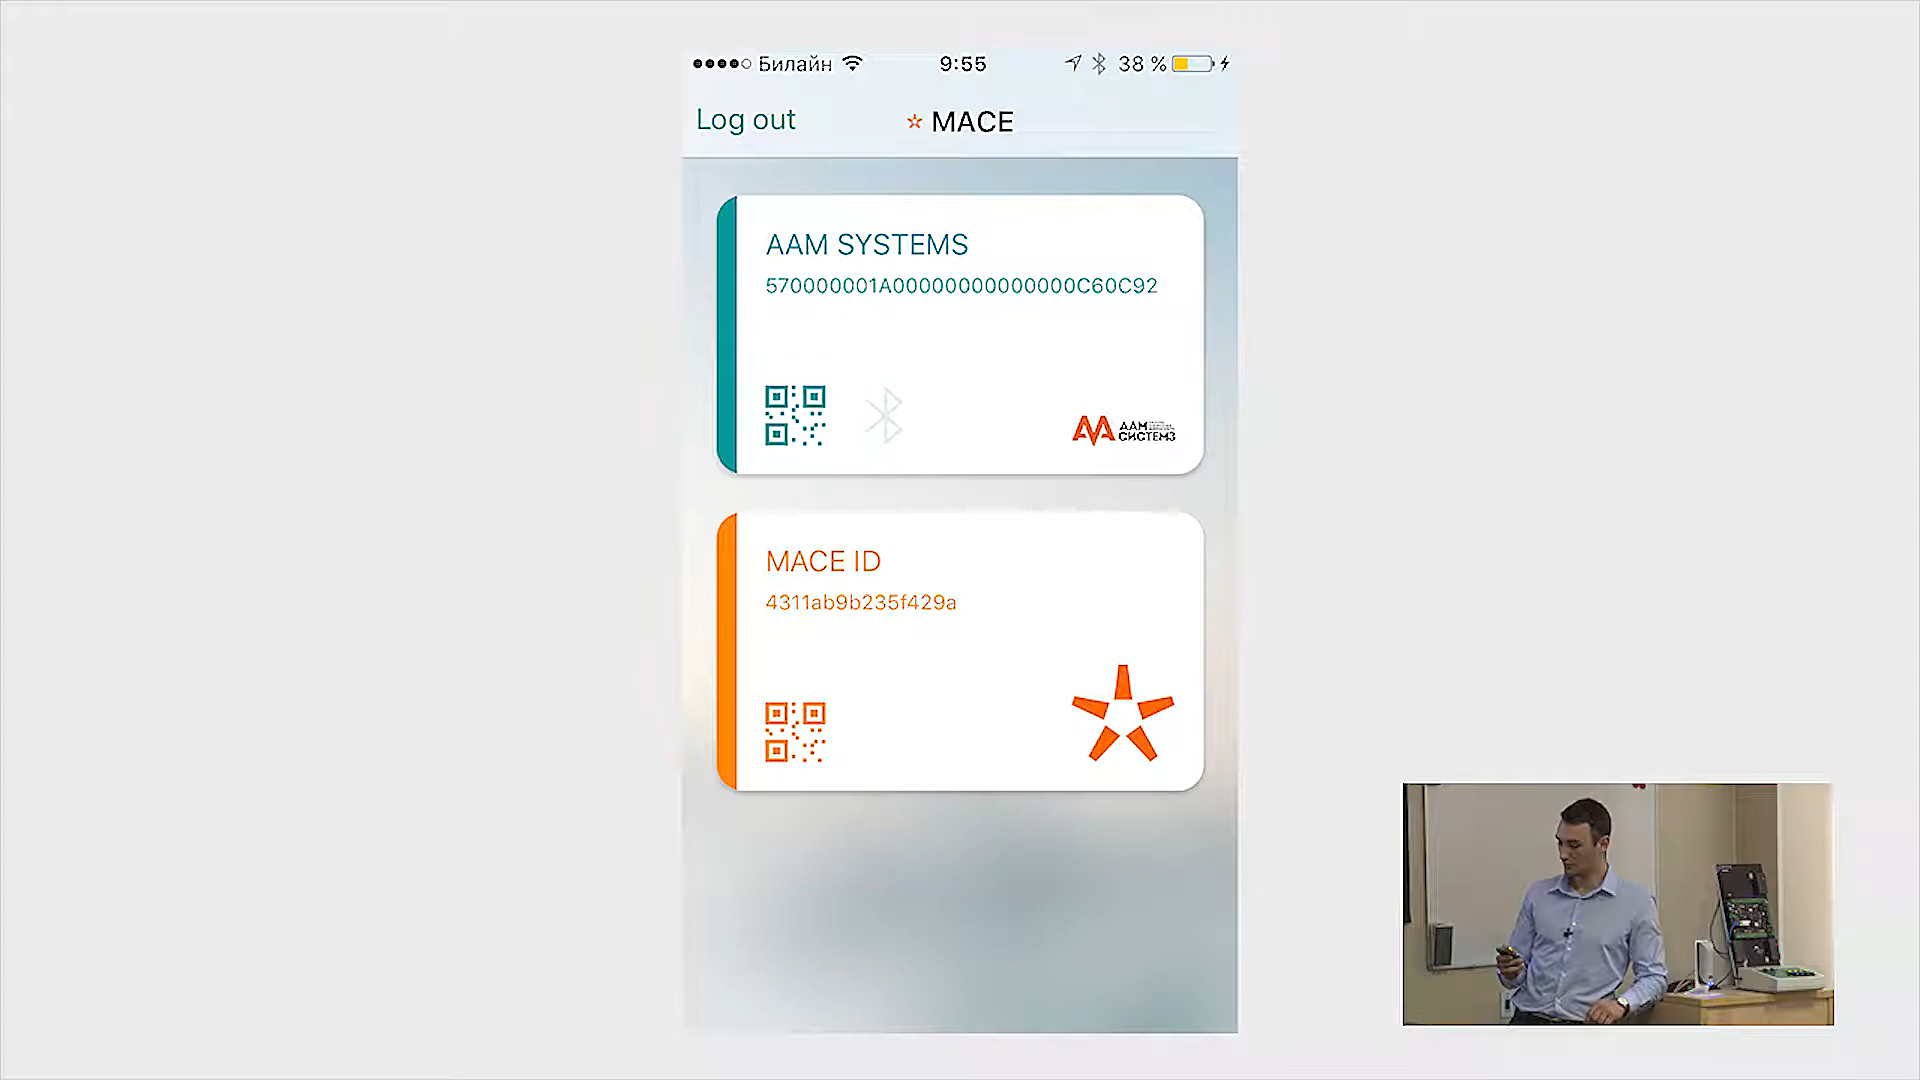 Билайн 9:55 38 %
Log out MACE
AAM SYSTEMS
570000001A00000000000000C60C92
ААМ
СИСТЕМЗ
MACE ID
4311ab9b235f429a